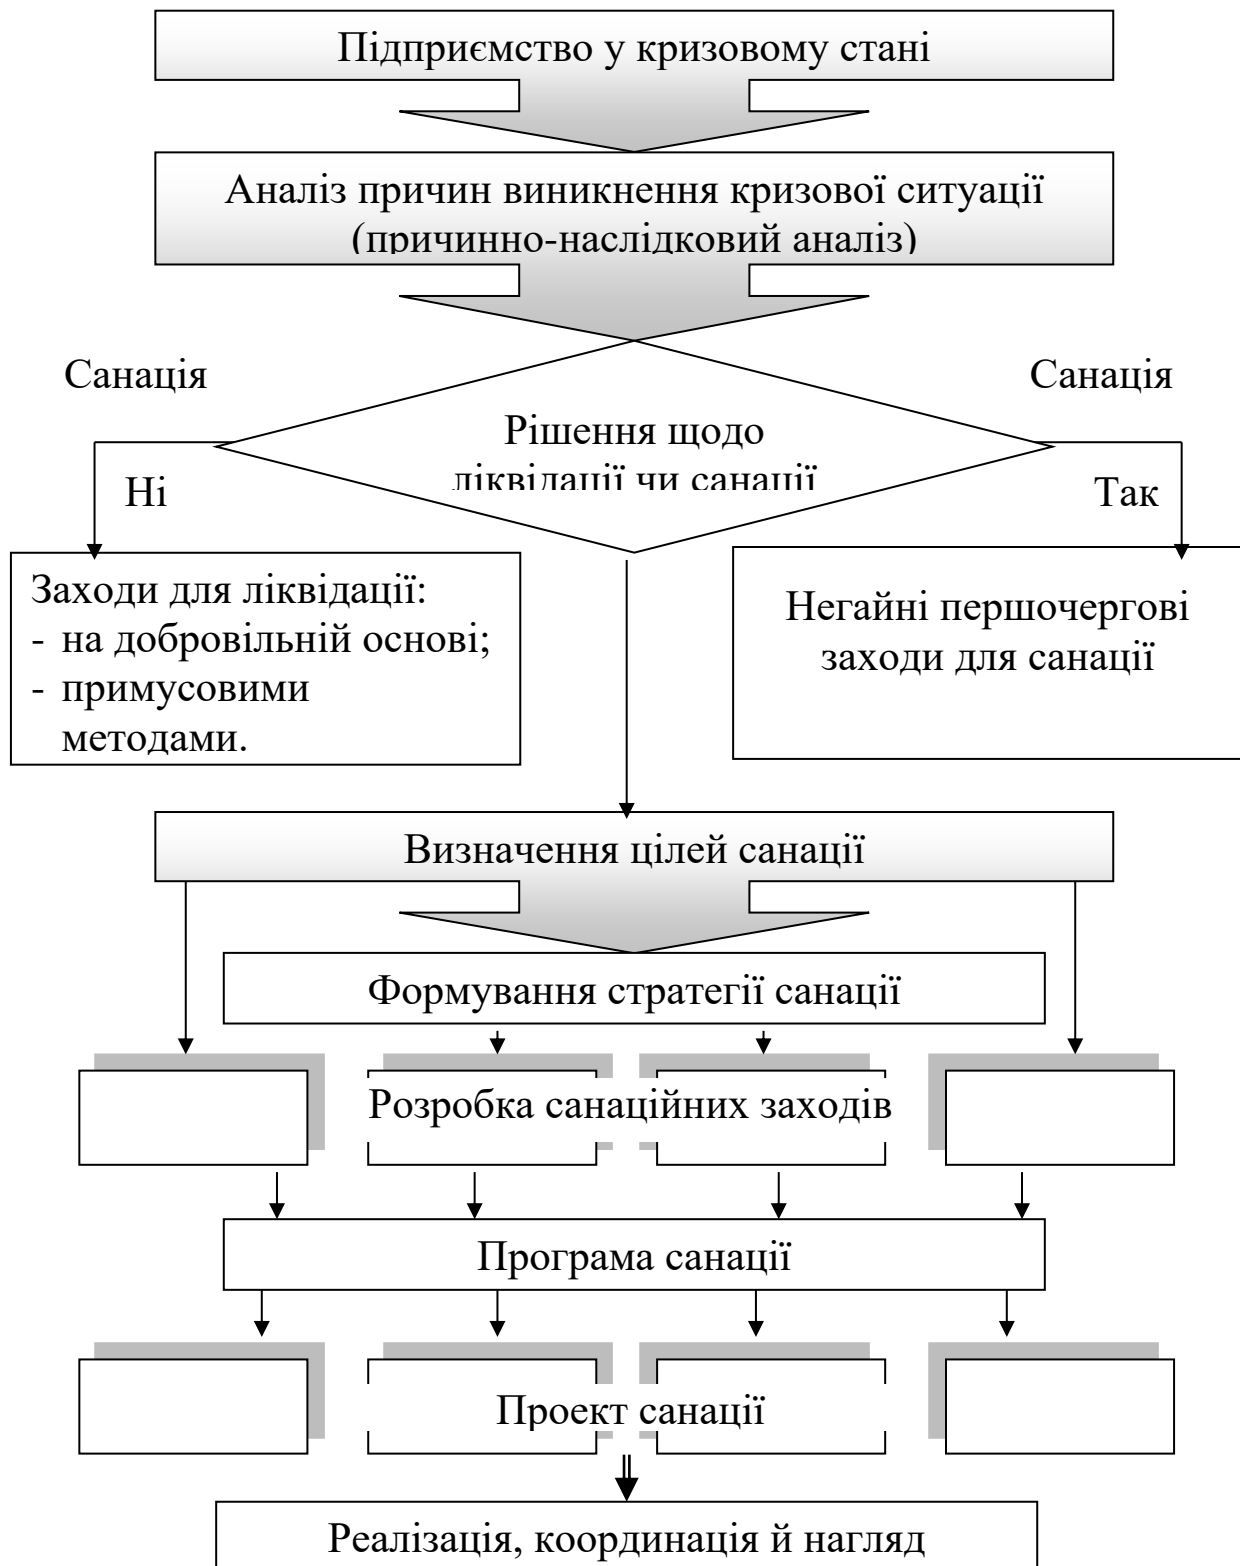 Підприємство у кризовому стані
Аналіз причин виникнення кризової ситуації
(причинно-наслідковий аналіз)
Санація
Санація
Рішення щодо
ліквідації чи санації
Ні
Так
Заходи для ліквідації:
- на добровільній основі;
- примусовими
методами.
Негайні першочергові
заходи для санації
Визначення цілей санації
Формування стратегії санації
Розробка санаційних заходів
Програма санації
Проект санації
Реалізація, координація й нагляд